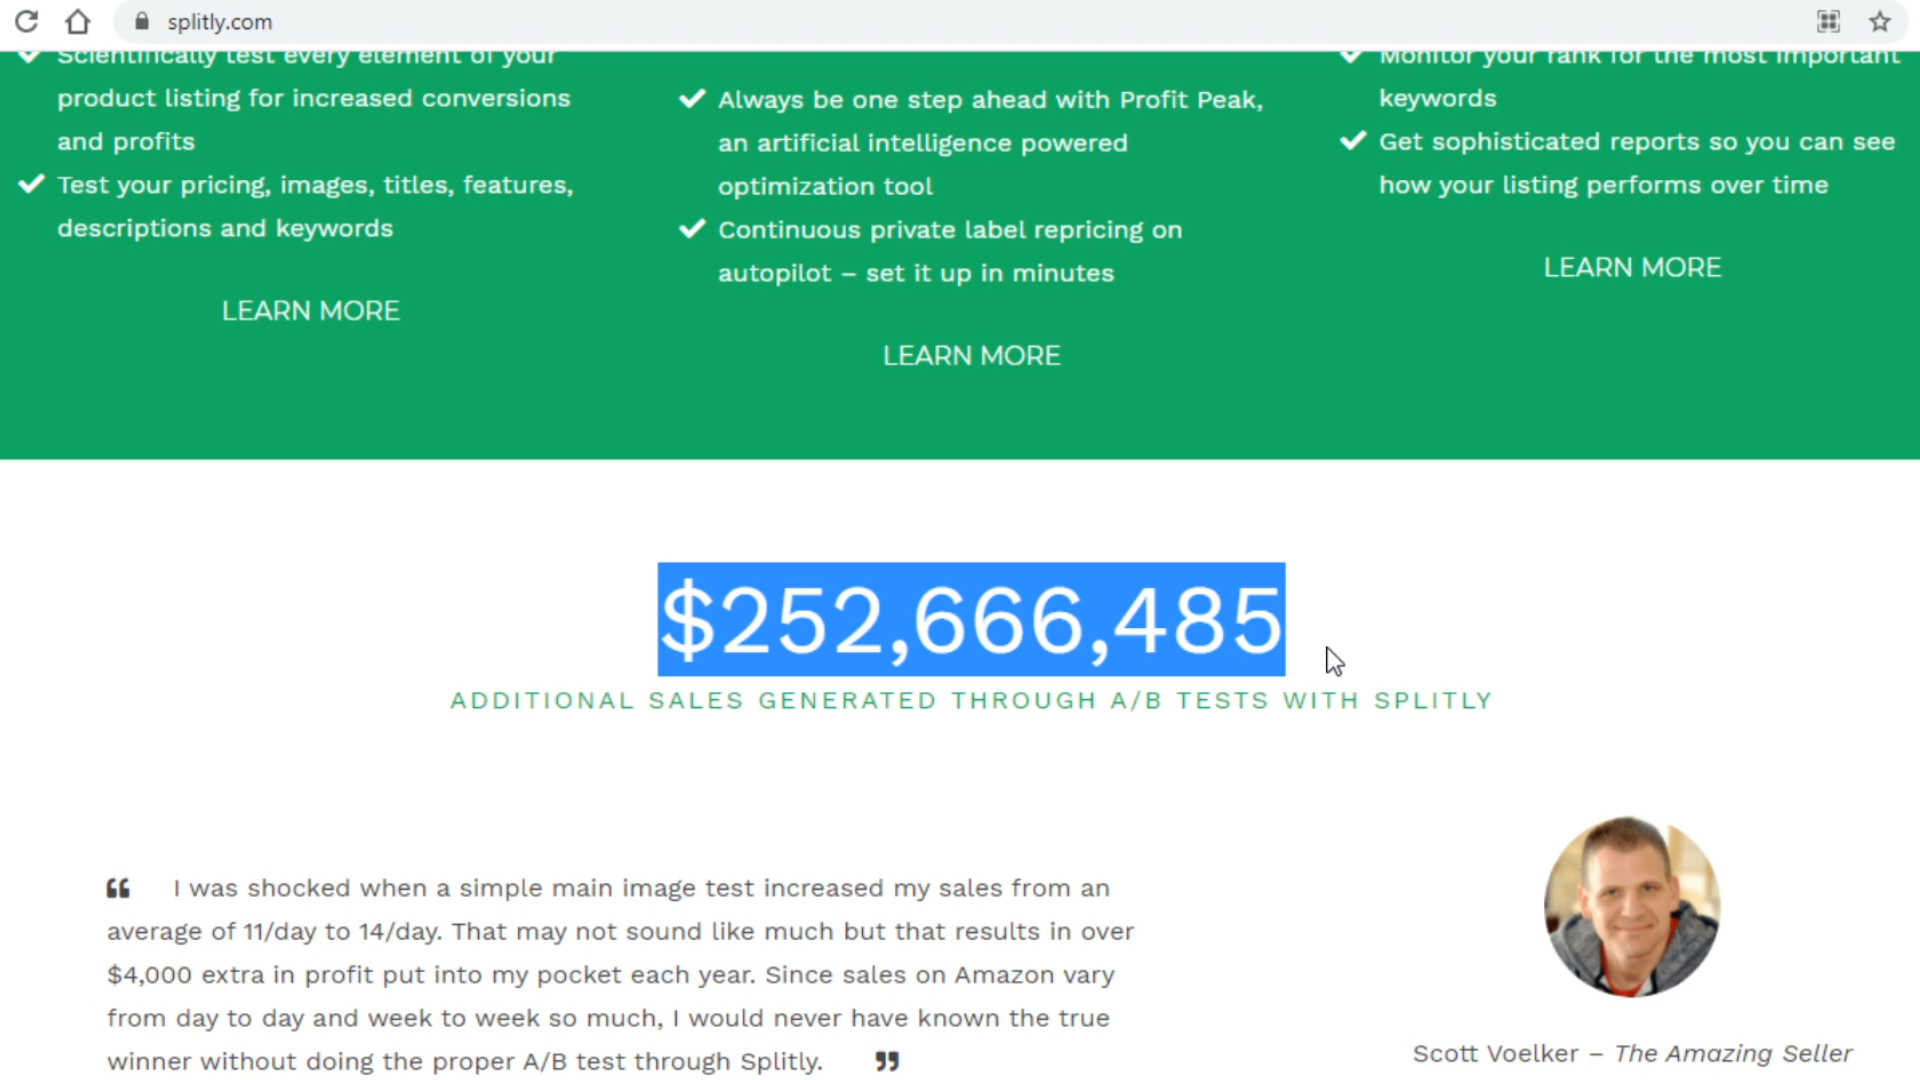 splitly.com
Scientifically test every element of your
product listing for increased conversions
and profits
Test your pricing, images, titles, features,
descriptions and keywords
LEARN MORE
Always be one step ahead with Profit Peak,
an artificial intelligence powered
optimization tool
Continuous private label repricing on
autopilot – set it up in minutes
LEARN MORE
Monitor your rank for the most important
keywords
Get sophisticated reports so you can see
how your listing performs over time
LEARN MORE
$252,666,485
ADDITIONAL SALES GENERATED THROUGH A/B TESTS WITH SPLITLY
“ I was shocked when a simple main image test increased my sales from an
average of 11/day to 14/day. That may not sound like much but that results in over
$4,000 extra in profit put into my pocket each year. Since sales on Amazon vary
from day to day and week to week so much, I would never have known the true
winner without doing the proper A/B test through Splitly. ”
Scott Voelker – The Amazing Seller